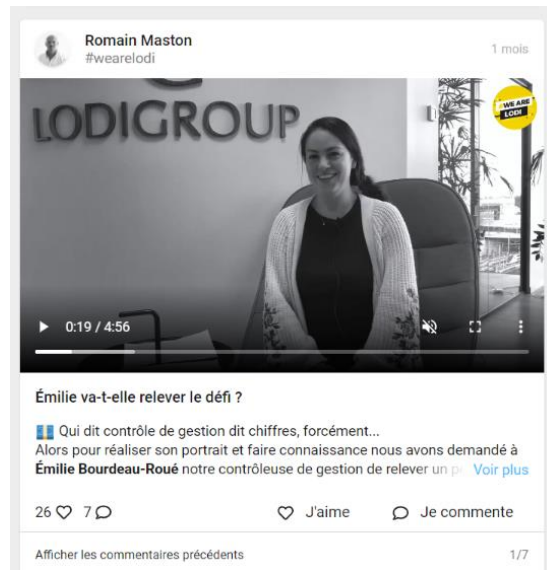 Romain Maston
#wearelodi
1 mois
LODIGROUP
#WE ARE
LODI
0:19 / 4:56
Émilie va-t-elle relever le défi ?
Qui dit contrôle de gestion dit chiffres, forcément...
Alors pour réaliser son portrait et faire connaissance nous avons demandé à
Émilie Bourdeau-Roué notre contrôleuse de gestion de relever un Voir plus
26 7 J'aime Je commente
Afficher les commentaires précédents 1/7